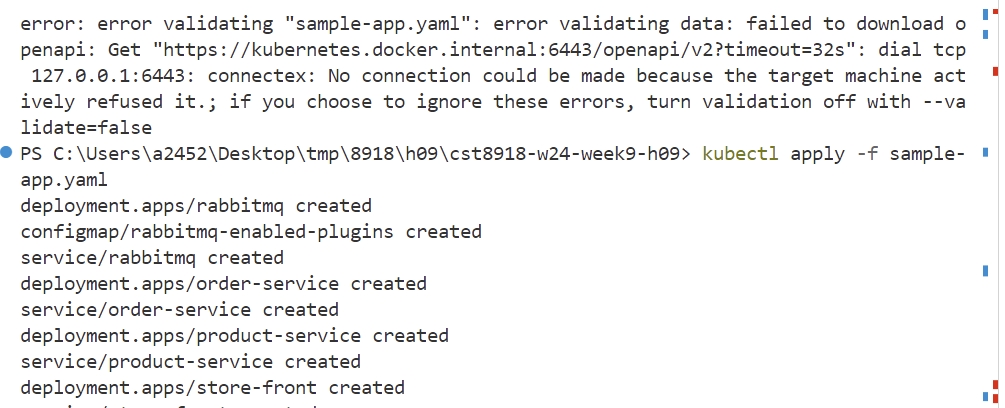 error: error validating "sample-app.yaml": error validating data: failed to download o
penapi: Get "https://kubernetes.docker.internal:6443/openapi/v2?timeout=32s": dial tcp
 127.0.0.1:6443: connectex: No connection could be made because the target machine act
ively refused it.; if you choose to ignore these errors, turn validation off with --va
lidate=false
PS C:\Users\a2452\Desktop\tmp\8918\h09\cst8918-w24-week9-h09> kubectl apply -f sample-
app.yaml
deployment.apps/rabbitmq created
configmap/rabbitmq-enabled-plugins created
service/rabbitmq created
deployment.apps/order-service created
service/order-service created
deployment.apps/product-service created
service/product-service created
deployment.apps/store-front created